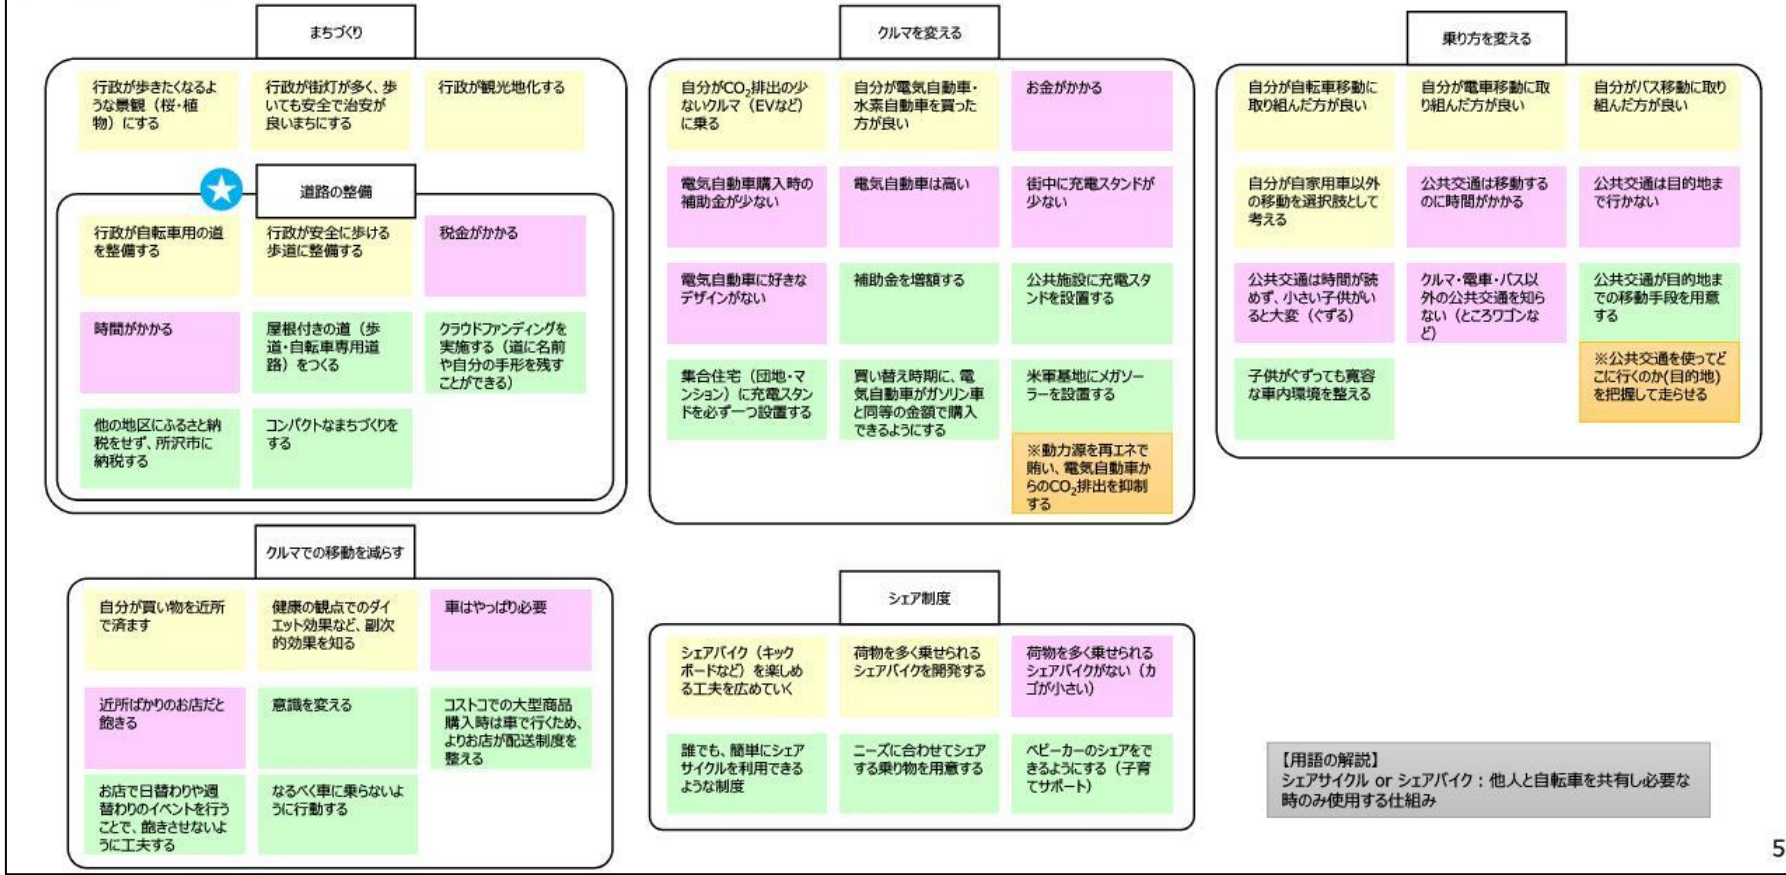 まちづくり
行政が歩きたくなるよ
うな景観（桜・植
物）にする
行政が街灯が多く、歩
いても安全で治安が
良いまちにする
行政が観光地化する
道路の整備
行政が自転車用の道
を整備する
行政が安全に歩ける
歩道に整備する
税金がかかる
時間がかかる
屋根付きの道（歩
道・自転車専用道
路）をつくる
クラウドファンディングを
実施する（道に名前
や自分の手形を残す
ことができる）
他の地区にふるさと納
税をせず、所沢市に
納税する
コンパクトなまちづくりを
する
クルマを変える
自分がCO₂排出の少
ないクルマ（EVなど）
に乗る
自分が電気自動車・
水素自動車を買った
方が良い
お金がかかる
電気自動車購入時の
補助金が少ない
電気自動車は高い
街中に充電スタンドが
少ない
電気自動車に好きな
デザインがない
補助金を増額する
公共施設に充電スタ
ンドを設置する
集合住宅（団地・マ
ンション）に充電スタン
ドを必ず一つ設置する
買い替え時期に、電
気自動車がガソリン車
と同等の金額で購入
できるようにする
米軍基地にメガソー
ラーを設置する
※動力源を再エネで
賄い、電気自動車か
らのCO₂排出を抑制
する
乗り方を変える
自分が自転車移動に
取り組んだ方が良い
自分が電車移動に取
り組んだ方が良い
自分がバス移動に取り
組んだ方が良い
自分が自家用車以外
の移動を選択肢として
考える
公共交通は移動する
のに時間がかかる
公共交通は目的地ま
で行かない
公共交通は時間が読
めず、小さい子供がい
ると大変（ぐずる）
クルマ・電車・バス以
外の公共交通を知ら
ない（ところワゴンな
ど）
公共交通が目的地ま
での移動手段を用意
する
子供がぐずっても寛容
な車内環境を整える
※公共交通を使ってど
こに行くのか(目的地)
を把握して走らせる
クルマでの移動を減らす
自分が買い物を近所
で済ます
健康の観点でのダイ
エット効果など、副次
的効果を知る
車はやっぱり必要
近所ばかりのお店だと
飽きる
意識を変える
コストコでの大型商品
購入時は車で行くため、
よりお店が配送制度を
整える
お店で日替わりや週
替わりのイベントを行う
ことで、飽きさせないよ
うに工夫する
なるべく車に乗らないよ
うに行動する
シェア制度
シェアバイク（キック
ボードなど）を楽しめ
る工夫を広めていく
荷物を多く乗せられる
シェアバイクを開発する
荷物を多く乗せられる
シェアバイクがない（カ
ゴが小さい）
誰でも、簡単にシェア
サイクルを利用できる
ような制度
ニーズに合わせてシェア
する乗り物を用意する
ベビーカーのシェアをで
きるようにする（子育
てサポート）
【用語の解説】
シェアサイクル or シェアバイク：他人と自転車を共有し必要な
時のみ使用する仕組み
5